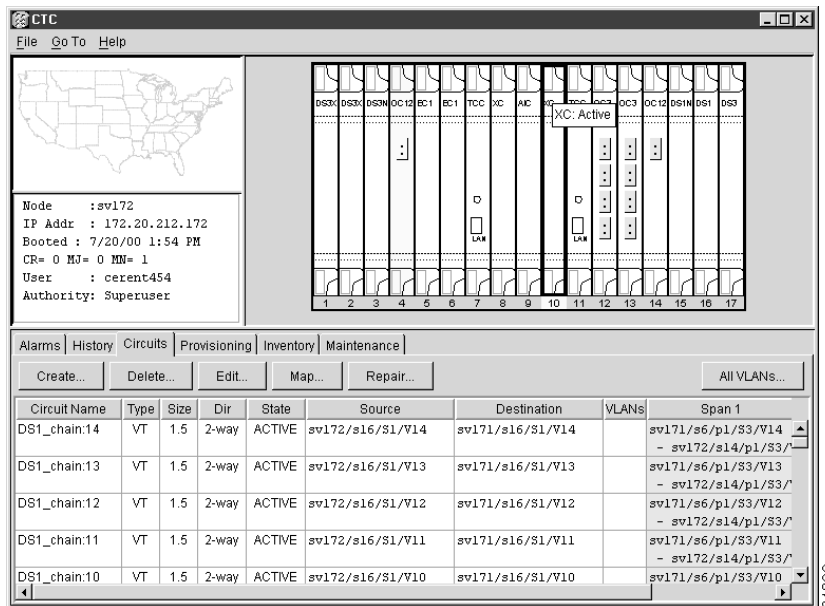 CTC
File Go To Help
Node :sv172
IP Addr : 172.20.212.172
Booted : 7/20/00 1:54 PM
CR= 0 MJ= 0 MN= 1
User : cerent454
Authority: Superuser
DS3X DS3X DS3N OC12 EC1 EC1 TCC XC AIC OC3 OC12 DS1N DS1 DS3
XC: Active
LAN LAN
1 2 3 4 5 6 7 8 9 10 11 12 13 14 15 16 17
Alarms History Circuits Provisioning Inventory Maintenance
Create... Delete... Edit... Map... Repair... All VLANs...
Circuit Name Type Size Dir State Source Destination VLANs Span 1
DS1_chain:14 VT 1.5 2-way ACTIVE sv172/s16/S1/V14 sv171/s16/S1/V14 sv171/s6/p1/S3/V14
- sv172/s14/p1/S3/
DS1_chain:13 VT 1.5 2-way ACTIVE sv172/s16/S1/V13 sv171/s16/S1/V13 sv171/s6/p1/S3/V13
- sv172/s14/p1/S3/
DS1_chain:12 VT 1.5 2-way ACTIVE sv172/s16/S1/V12 sv171/s16/S1/V12 sv171/s6/p1/S3/V12
- sv172/s14/p1/S3/
DS1_chain:11 VT 1.5 2-way ACTIVE sv172/s16/S1/V11 sv171/s16/S1/V11 sv171/s6/p1/S3/V11
- sv172/s14/p1/S3/
DS1_chain:10 VT 1.5 2-way ACTIVE sv172/s16/S1/V10 sv171/s16/S1/V10 sv171/s6/p1/S3/V10